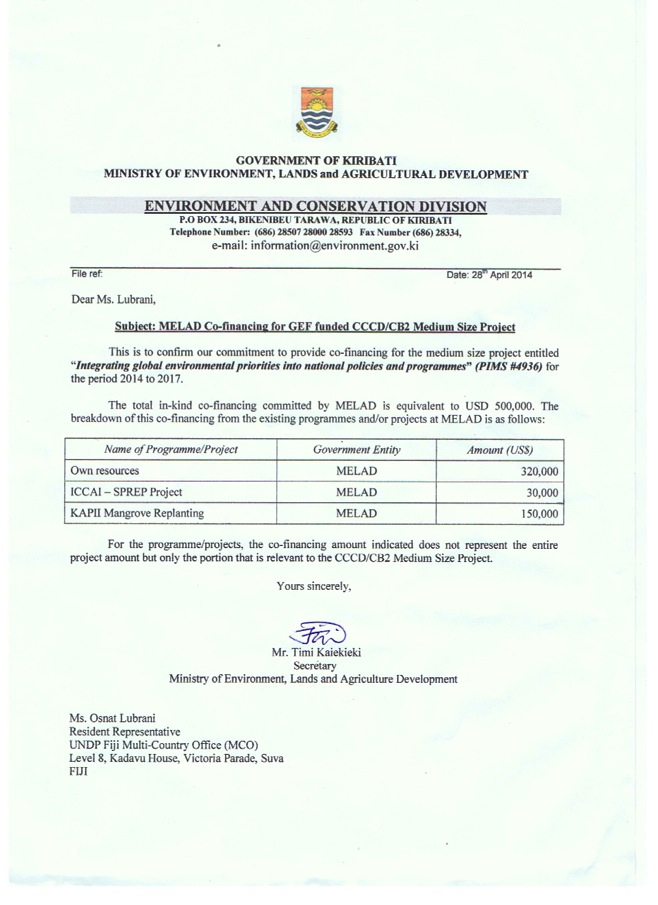 GOVERNMENT OF KIRIBATI
MINISTRY OF ENVIRONMENT, LANDS and AGRICULTURAL DEVELOPMENT
ENVIRONMENT AND CONSERVATION DIVISION
P.O BOX 234, BIKENIBEU TARAWA, REPUBLIC OF KIRIBATI
Telephone Number: (686) 28507 28000 28593 Fax Number (686) 28334,
e-mail: information@environment.gov.ki
File ref: Date: 28th April 2014
Dear Ms. Lubrani,
Subject: MELAD Co-financing for GEF funded CCCD/CB2 Medium Size Project
This is to confirm our commitment to provide co-financing for the medium size project entitled
“Integrating global environmental priorities into national policies and programmes” (PIMS #4936) for
the period 2014 to 2017.
The total in-kind co-financing committed by MELAD is equivalent to USD 500,000. The
breakdown of this co-financing from the existing programmes and/or projects at MELAD is as follows:
Name of Programme/Project Government Entity Amount (US$)
Own resources MELAD 320,000
ICCAI – SPREP Project MELAD 30,000
KAPII Mangrove Replanting MELAD 150,000
For the programme/projects, the co-financing amount indicated does not represent the entire
project amount but only the portion that is relevant to the CCCD/CB2 Medium Size Project.
Yours sincerely,
Mr. Timi Kaiekieki
Secretary
Ministry of Environment, Lands and Agriculture Development
Ms. Osnat Lubrani
Resident Representative
UNDP Fiji Multi-Country Office (MCO)
Level 8, Kadavu House, Victoria Parade, Suva
FIJI